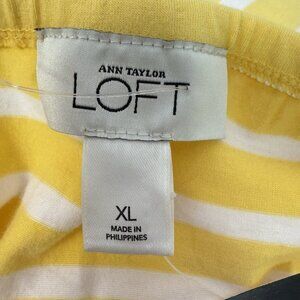 ANN TAYLOR
LOFT
XL
MADE IN
PHILIPPINES